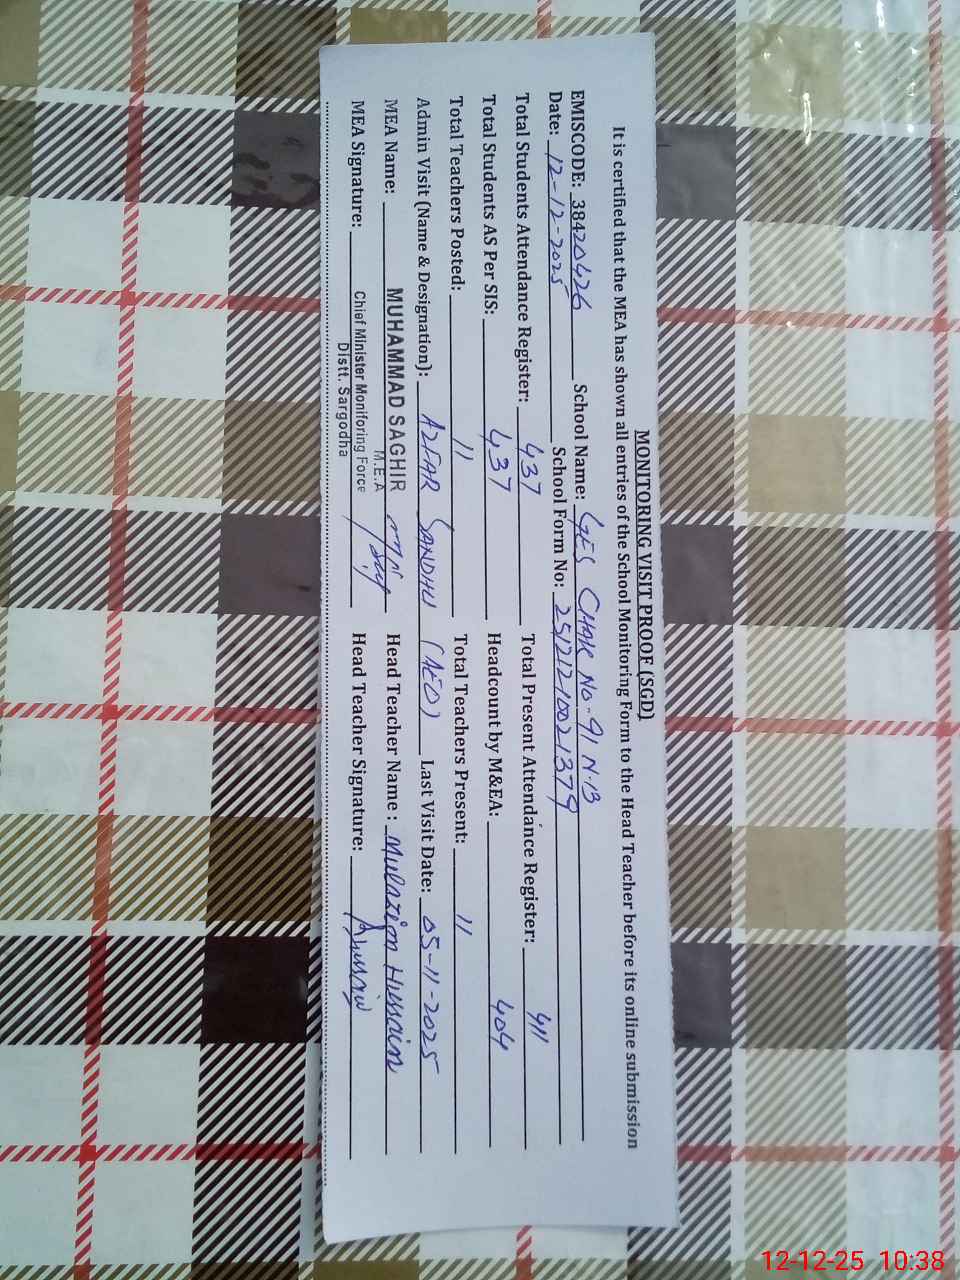 MONITORING VISIT PROOF (SGD)
It is certified that the MEA has shown all entries of the School Monitoring Form to the Head Teacher before its online submission
EMISCODE: 38420426 School Name: GES CHAK NO-91 N.B
Date: 12-12-2025 School Form No: 25121210021379
Total Students Attendance Register: 437 Total Present Attendance Register: 411
Total Students AS Per SIS: 437 Headcount by M&EA: 404
Total Teachers Posted: 11 Total Teachers Present: 11
Admin Visit (Name & Designation): AZFAR SANDHU (AEO) Last Visit Date: 05-11-2025
MEA Name: MUHAMMAD SAGHIR Head Teacher Name : Mulazim Hussain
M.E.A
MEA Signature: Chief Minister Monitoring Force Head Teacher Signature:
Distt. Sargodha
12-12-25 10:38